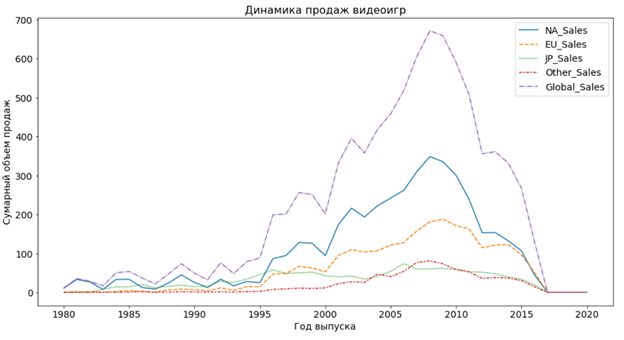 Динамика продаж видеоигр
700
600
500
400
300
200
100
0
Суммарный объем продаж
NA_Sales
EU_Sales
JP_Sales
Other_Sales
Global_Sales
1980 1985 1990 1995 2000 2005 2010 2015 2020
Год выпуска